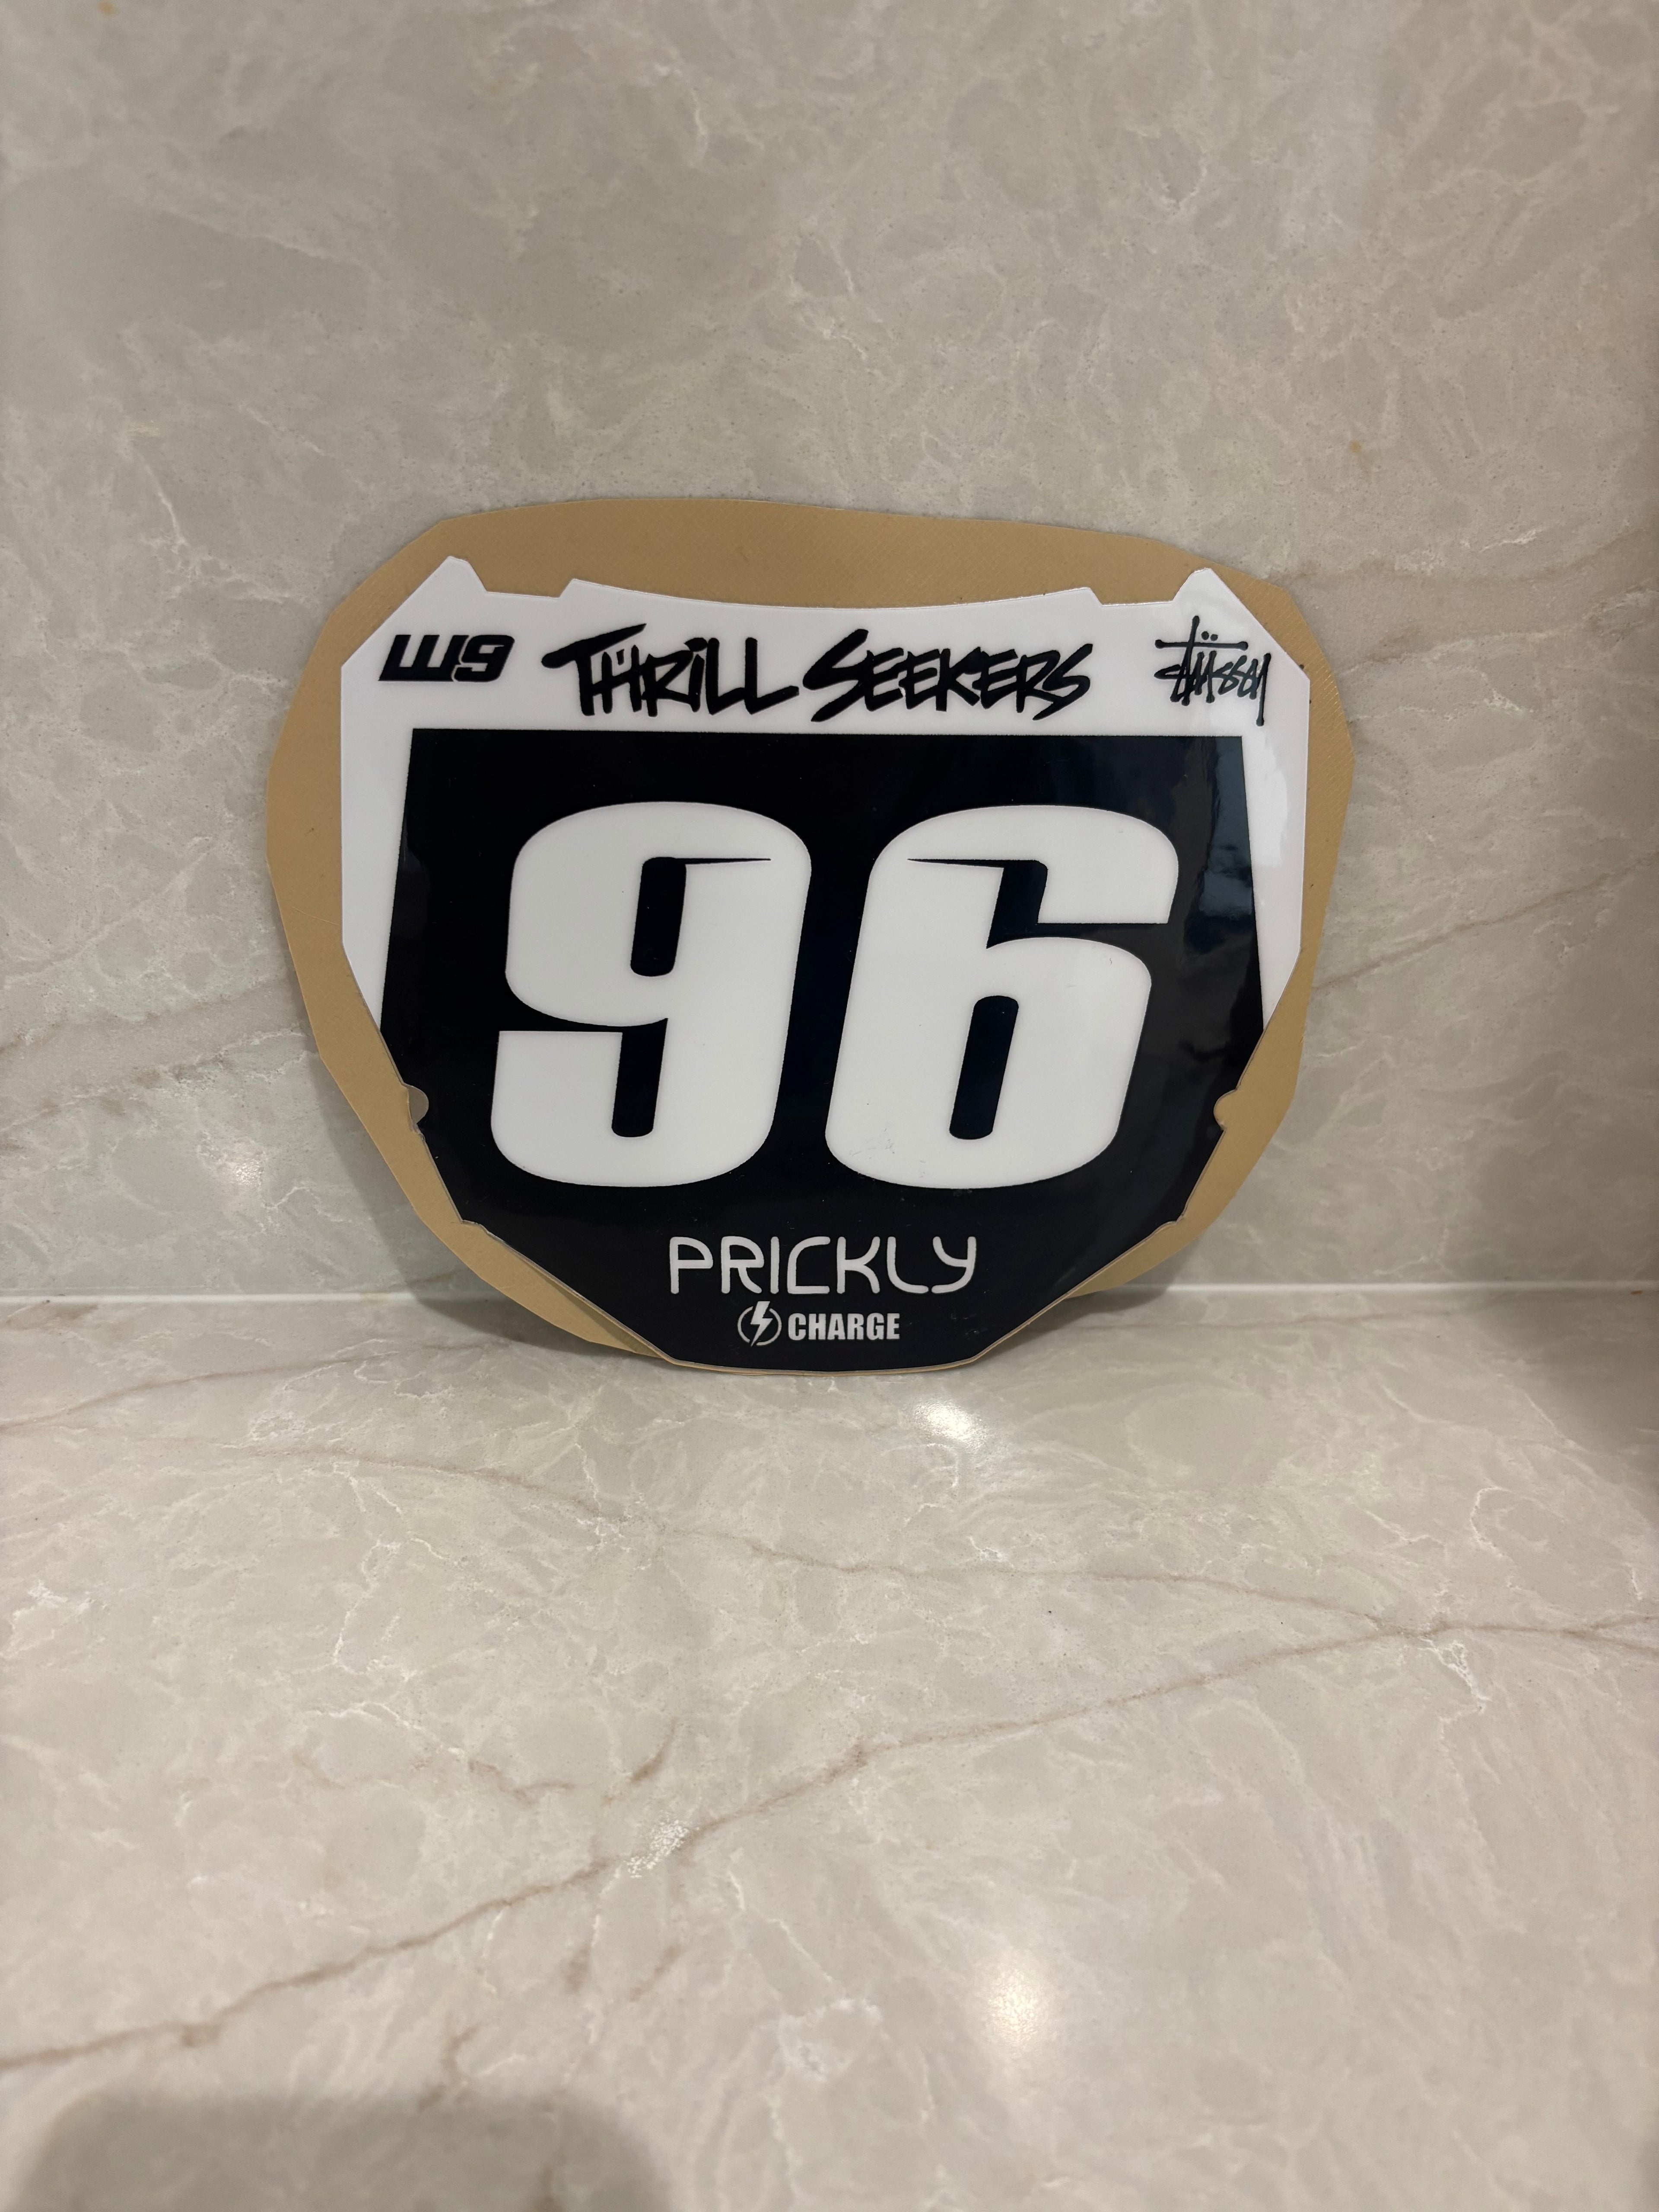 W9 THRILL SEEKERS Stüssy
96
PRICKLY
CHARGE